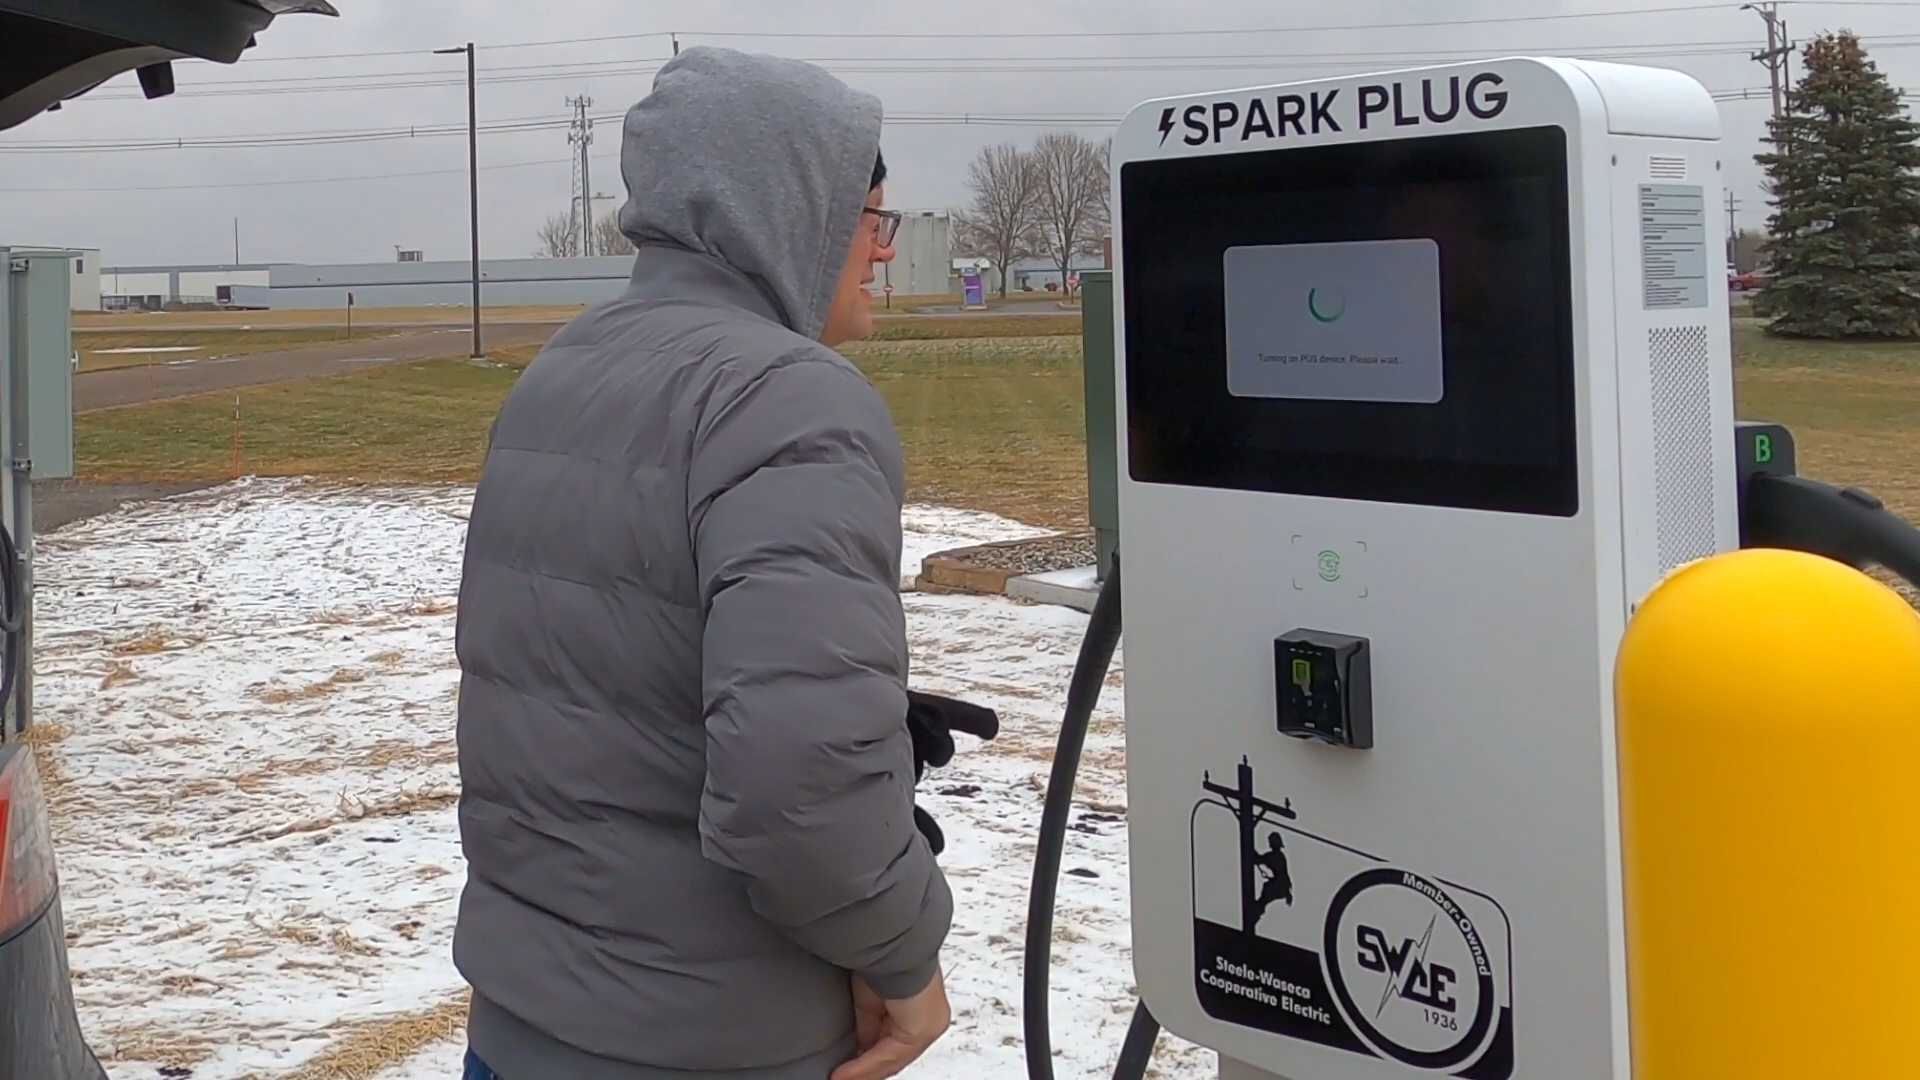 SPARK PLUG
Turning on POS device. Please wait...
B
Member-Owned
SWCE
1936
Steele-Waseca
Cooperative Electric